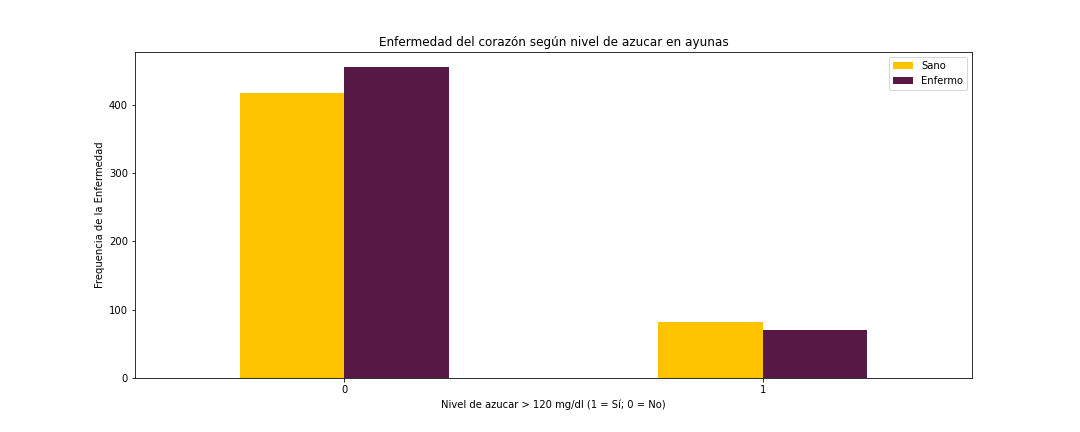 Enfermedad del corazón según nivel de azucar en ayunas
Sano
Enfermo
Frequencia de la Enfermedad
400
300
200
100
0
0
1
Nivel de azucar > 120 mg/dl (1 = Sí; 0 = No)